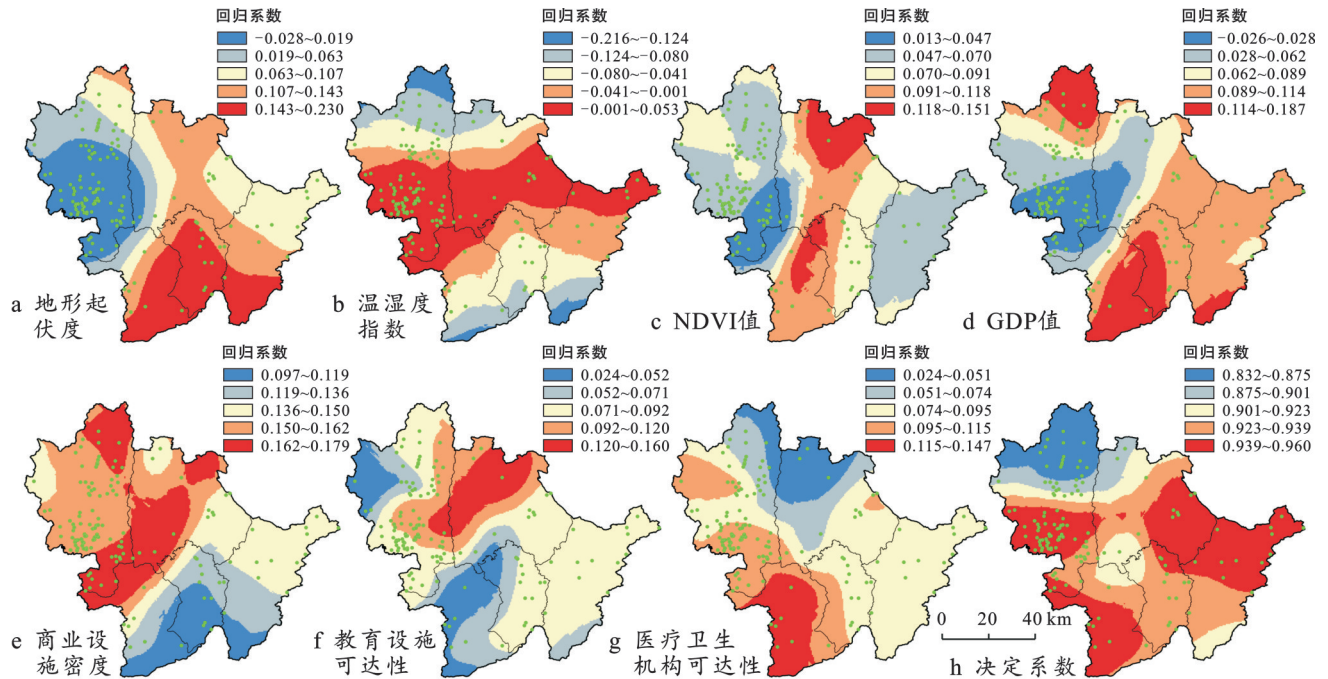 回归系数
-0.028~0.019
0.019~0.063
0.063~0.107
0.107~0.143
0.143~0.230
a 地形起
伏度
回归系数
-0.216~-0.124
-0.124~-0.080
-0.080~-0.041
-0.041~-0.001
-0.001~0.053
b 温湿度
指数
回归系数
0.013~0.047
0.047~0.070
0.070~0.091
0.091~0.118
0.118~0.151
c NDVI值
回归系数
-0.026~0.028
0.028~0.062
0.062~0.089
0.089~0.114
0.114~0.187
d GDP值
回归系数
0.097~0.119
0.119~0.136
0.136~0.150
0.150~0.162
0.162~0.179
e 商业设
施密度
回归系数
0.024~0.052
0.052~0.071
0.071~0.092
0.092~0.120
0.120~0.160
f 教育设施
可达性
回归系数
0.024~0.051
0.051~0.074
0.074~0.095
0.095~0.115
0.115~0.147
g 医疗卫生
机构可达性
回归系数
0.832~0.875
0.875~0.901
0.901~0.923
0.923~0.939
0.939~0.960
0 20 40 km
h 决定系数